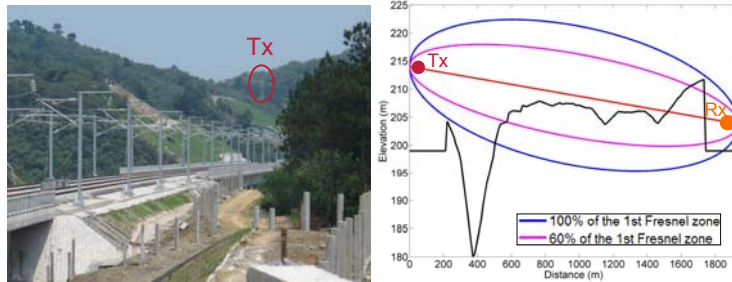 Tx
225
220
215
210
205
200
195
190
185
180
Elevation (m)
Tx
Rx
100% of the 1st Fresnel zone
60% of the 1st Fresnel zone
0 200 400 600 800 1000 1200 1400 1600 1800
Distance (m)